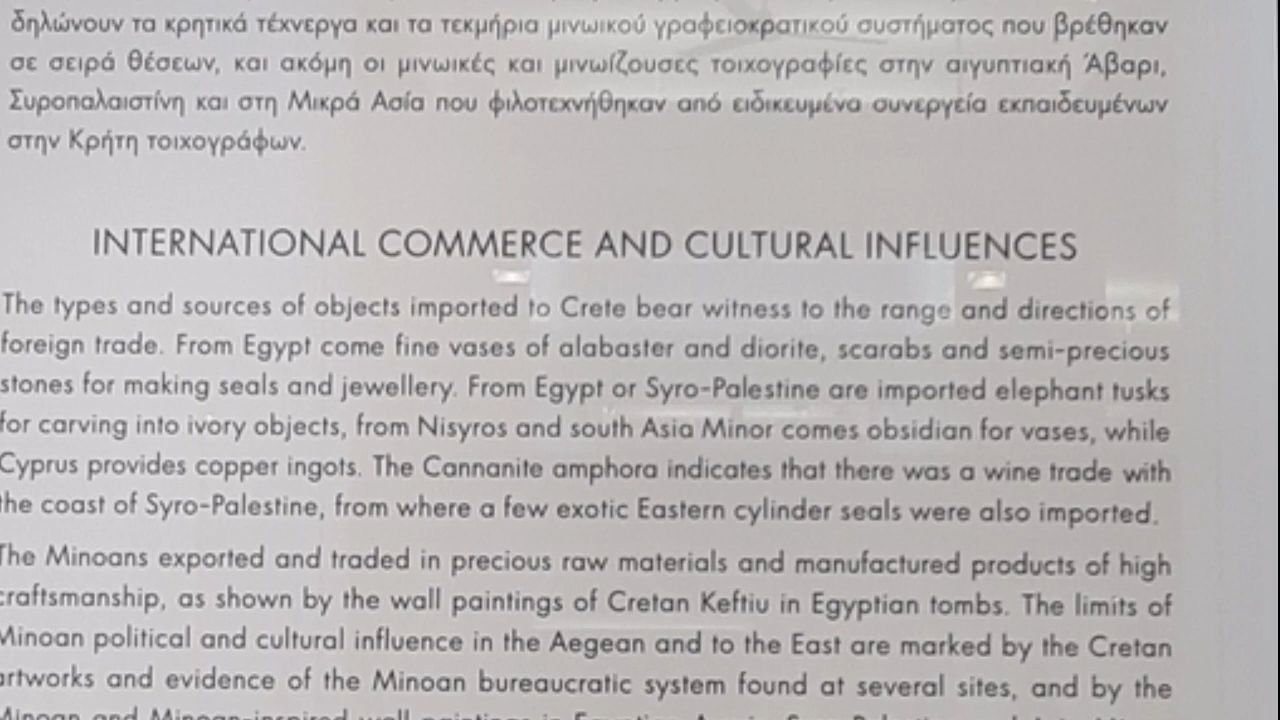 δηλώνουν τα κρητικά τέχνεργα και τα τεκμήρια μινωικού γραφειοκρατικού συστήματος που βρέθηκαν
σε σειρά θέσεων, και ακόμη οι μινωικές και μινωίζουσες τοιχογραφίες στην αιγυπτιακή Άβαρι,
Συροπαλαιστίνη και στη Μικρά Ασία που φιλοτεχνήθηκαν από ειδικευμένα συνεργεία εκπαιδευμένων
στην Κρήτη τοιχογράφων.
INTERNATIONAL COMMERCE AND CULTURAL INFLUENCES
The types and sources of objects imported to Crete bear witness to the range and directions of
foreign trade. From Egypt come fine vases of alabaster and diorite, scarabs and semi-precious
stones for making seals and jewellery. From Egypt or Syro-Palestine are imported elephant tusks
for carving into ivory objects, from Nisyros and south Asia Minor comes obsidian for vases, while
Cyprus provides copper ingots. The Cannanite amphora indicates that there was a wine trade with
the coast of Syro-Palestine, from where a few exotic Eastern cylinder seals were also imported.
The Minoans exported and traded in precious raw materials and manufactured products of high
craftsmanship, as shown by the wall paintings of Cretan Keftiu in Egyptian tombs. The limits of
Minoan political and cultural influence in the Aegean and to the East are marked by the Cretan
artworks and evidence of the Minoan bureaucratic system found at several sites, and by the
Minoan and Minoan-inspired wall paintings in Egyptian